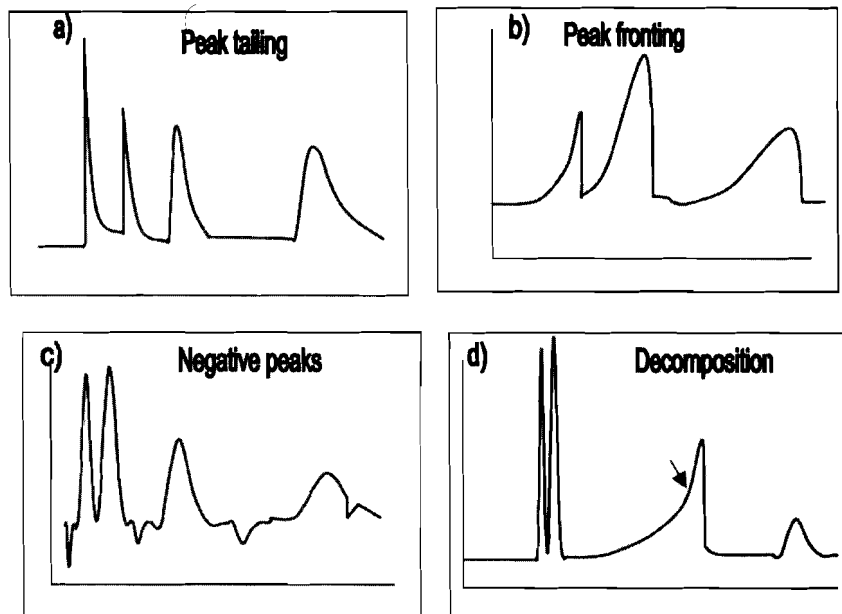 a)
Peak tailing
b)
Peak fronting
c)
Negative peaks
d)
Decomposition